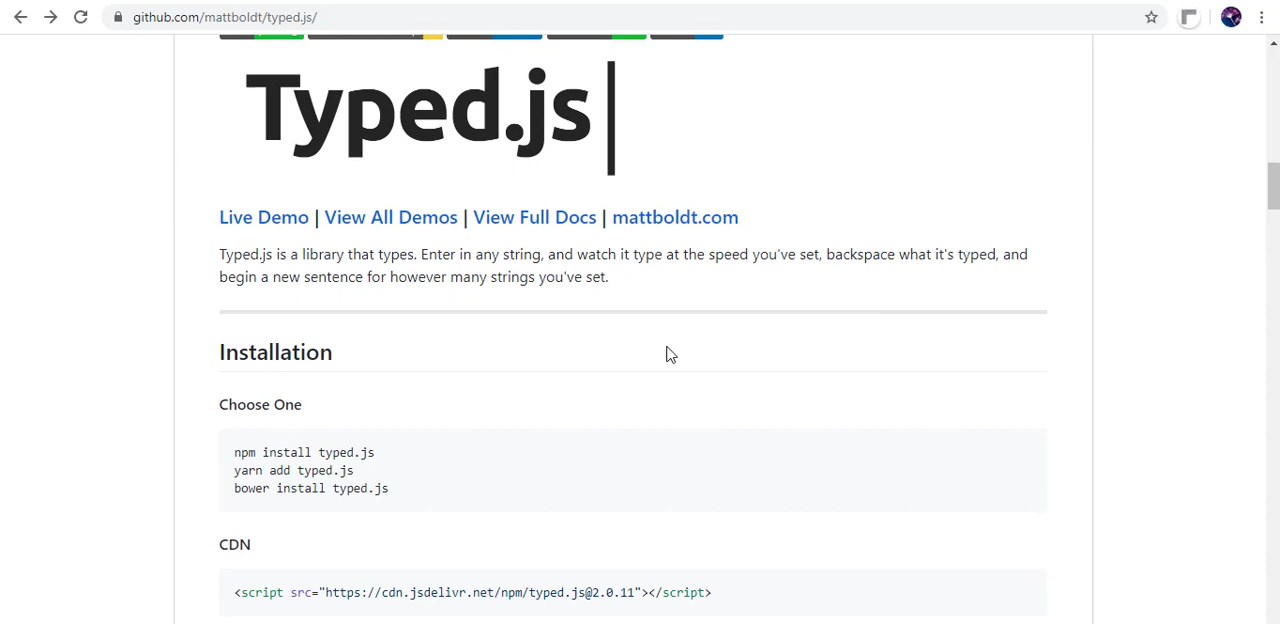 github.com/mattboldt/typed.js/
Typed.js
Live Demo | View All Demos | View Full Docs | mattboldt.com
Typed.js is a library that types. Enter in any string, and watch it type at the speed you've set, backspace what it's typed, and
begin a new sentence for however many strings you've set.
Installation
Choose One
npm install typed.js
yarn add typed.js
bower install typed.js
CDN
<script src="https://cdn.jsdelivr.net/npm/typed.js@2.0.11"></script>